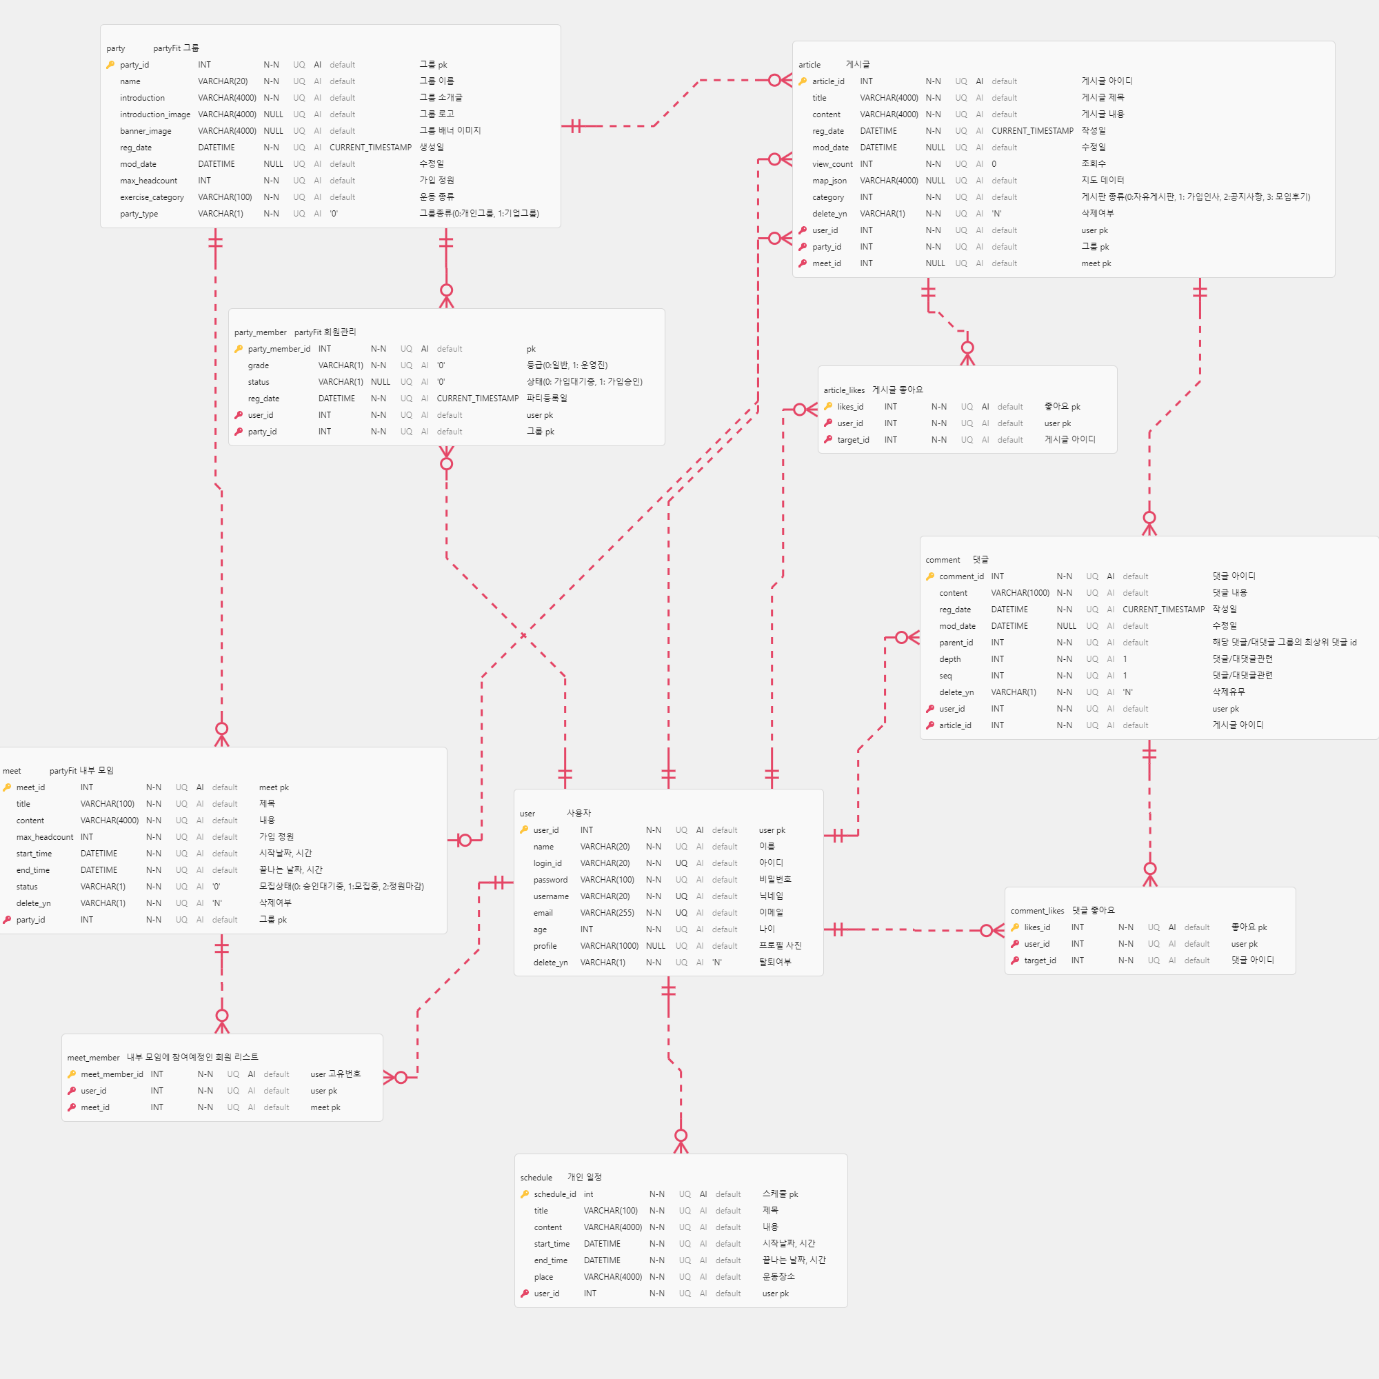 party partyFit 그룹
party_id INT N-N UQ AI default 그룹 pk
name VARCHAR(20) N-N UQ AI default 그룹 이름
introduction VARCHAR(4000) N-N UQ AI default 그룹 소개글
introduction_image VARCHAR(4000) NULL UQ AI default 그룹 로고
banner_image VARCHAR(4000) NULL UQ AI default 그룹 배너 이미지
reg_date DATETIME N-N UQ AI CURRENT_TIMESTAMP 생성일
mod_date DATETIME NULL UQ AI default 수정일
max_headcount INT N-N UQ AI default 가입 정원
exercise_category VARCHAR(100) N-N UQ AI default 운동 종류
party_type VARCHAR(1) N-N UQ AI '0' 그룹종류(0:개인그룹, 1:기업그룹)
article 게시글
article_id INT N-N UQ AI default 게시글 아이디
title VARCHAR(4000) N-N UQ AI default 게시글 제목
content VARCHAR(4000) N-N UQ AI default 게시글 내용
reg_date DATETIME N-N UQ AI CURRENT_TIMESTAMP 작성일
mod_date DATETIME NULL UQ AI default 수정일
view_count INT N-N UQ AI 0 조회수
map_json VARCHAR(4000) NULL UQ AI default 지도 데이터
category INT N-N UQ AI default 게시판 종류(0:자유게시판, 1: 가입인사, 2:공지사항, 3: 모임후기)
delete_yn VARCHAR(1) N-N UQ AI 'N' 삭제여부
user_id INT N-N UQ AI default user pk
party_id INT N-N UQ AI default 그룹 pk
meet_id INT NULL UQ AI default meet pk
party_member partyFit 회원관리
party_member_id INT N-N UQ AI default pk
grade VARCHAR(1) N-N UQ AI '0' 등급(0:일반, 1: 운영진)
status VARCHAR(1) NULL UQ AI '0' 상태(0: 가입대기중, 1: 가입승인)
reg_date DATETIME N-N UQ AI CURRENT_TIMESTAMP 파티등록일
user_id INT N-N UQ AI default user pk
party_id INT N-N UQ AI default 그룹 pk
article_likes 게시글 좋아요
likes_id INT N-N UQ AI default 좋아요 pk
user_id INT N-N UQ AI default user pk
target_id INT N-N UQ AI default 게시글 아이디
comment 댓글
comment_id INT N-N UQ AI default 댓글 아이디
content VARCHAR(1000) N-N UQ AI default 댓글 내용
reg_date DATETIME N-N UQ AI CURRENT_TIMESTAMP 작성일
mod_date DATETIME NULL UQ AI default 수정일
parent_id INT N-N UQ AI default 해당 댓글/대댓글 그룹의 최상위 댓글 id
depth INT N-N UQ AI 1 댓글/대댓글관련
seq INT N-N UQ AI 1 댓글/대댓글관련
delete_yn VARCHAR(1) N-N UQ AI 'N' 삭제유무
user_id INT N-N UQ AI default user pk
article_id INT N-N UQ AI default 게시글 아이디
meet partyFit 내부 모임
meet_id INT N-N UQ AI default meet pk
title VARCHAR(100) N-N UQ AI default 제목
content VARCHAR(4000) N-N UQ AI default 내용
max_headcount INT N-N UQ AI default 가입 정원
start_time DATETIME N-N UQ AI default 시작날짜, 시간
end_time DATETIME N-N UQ AI default 끝나는 날짜, 시간
status VARCHAR(1) N-N UQ AI '0' 모집상태(0: 승인대기중, 1:모집중, 2:정원마감)
delete_yn VARCHAR(1) N-N UQ AI 'N' 삭제여부
party_id INT N-N UQ AI default 그룹 pk
user 사용자
user_id INT N-N UQ AI default user pk
name VARCHAR(20) N-N UQ AI default 이름
login_id VARCHAR(20) N-N UQ AI default 아이디
password VARCHAR(100) N-N UQ AI default 비밀번호
username VARCHAR(20) N-N UQ AI default 닉네임
email VARCHAR(255) N-N UQ AI default 이메일
age INT N-N UQ AI default 나이
profile VARCHAR(1000) NULL UQ AI default 프로필 사진
delete_yn VARCHAR(1) N-N UQ AI 'N' 탈퇴여부
comment_likes 댓글 좋아요
likes_id INT N-N UQ AI default 좋아요 pk
user_id INT N-N UQ AI default user pk
target_id INT N-N UQ AI default 댓글 아이디
meet_member 내부 모임에 참여예정인 회원 리스트
meet_member_id INT N-N UQ AI default user 고유번호
user_id INT N-N UQ AI default user pk
meet_id INT N-N UQ AI default meet pk
schedule 개인 일정
schedule_id int N-N UQ AI default 스케쥴 pk
title VARCHAR(100) N-N UQ AI default 제목
content VARCHAR(4000) N-N UQ AI default 내용
start_time DATETIME N-N UQ AI default 시작날짜, 시간
end_time DATETIME N-N UQ AI default 끝나는 날짜, 시간
place VARCHAR(4000) N-N UQ AI default 운동장소
user_id INT N-N UQ AI default user pk